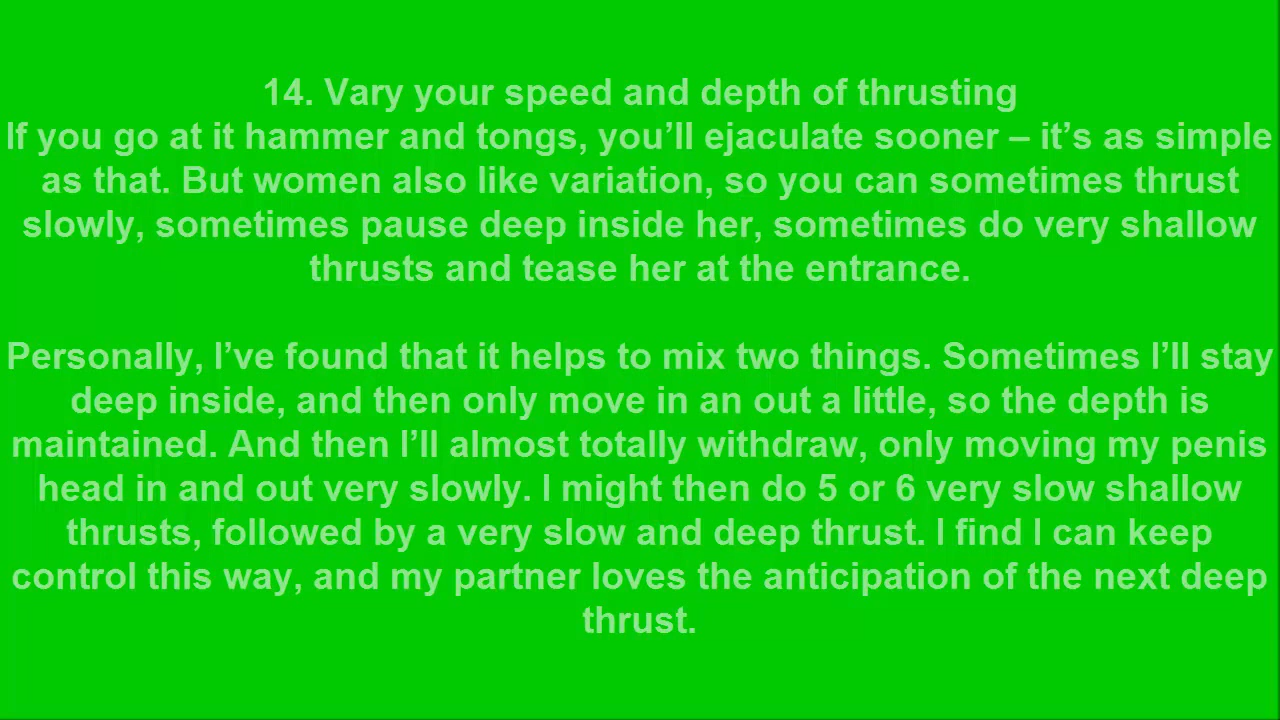 14. Vary your speed and depth of thrusting
If you go at it hammer and tongs, you’ll ejaculate sooner – it’s as simple
as that. But women also like variation, so you can sometimes thrust
slowly, sometimes pause deep inside her, sometimes do very shallow
thrusts and tease her at the entrance.
Personally, I’ve found that it helps to mix two things. Sometimes I’ll stay
deep inside, and then only move in an out a little, so the depth is
maintained. And then I’ll almost totally withdraw, only moving my penis
head in and out very slowly. I might then do 5 or 6 very slow shallow
thrusts, followed by a very slow and deep thrust. I find I can keep
control this way, and my partner loves the anticipation of the next deep
thrust.